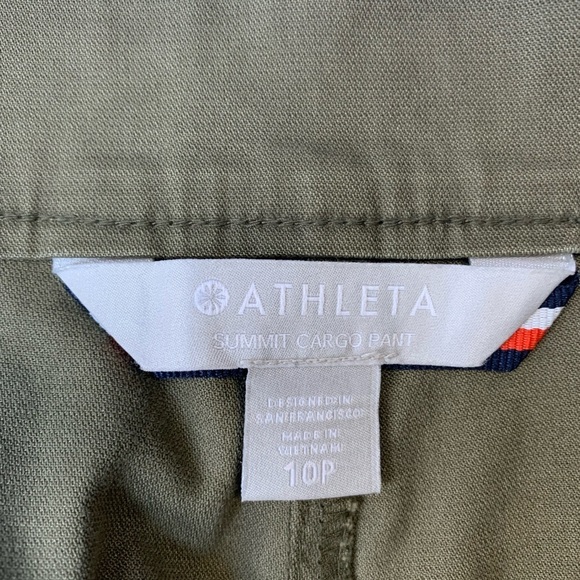 ATHLETA
SUMMIT CARGO PANT
DESIGNED IN
SAN FRANCISCO
MADE IN
VIETNAM
10P